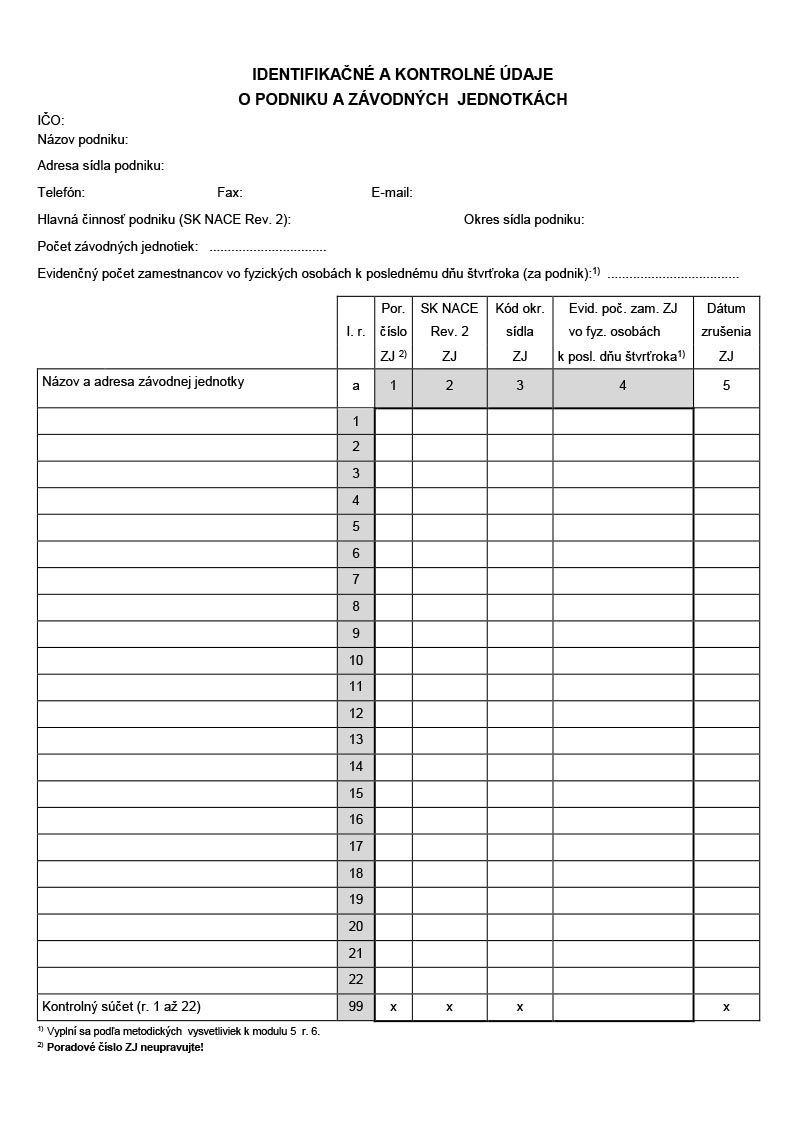 IDENTIFIKAČNÉ A KONTROLNÉ ÚDAJE
O PODNIKU A ZÁVODNÝCH JEDNOTKÁCH
IČO:
Názov podniku:
Adresa sídla podniku:
Telefón: Fax: E-mail:
Hlavná činnosť podniku (SK NACE Rev. 2): Okres sídla podniku:
Počet závodných jednotiek: ................................
Evidenčný počet zamestnancov vo fyzických osobách k poslednému dňu štvrťroka (za podnik):1) ....................................
Por. SK NACE Kód okr. Evid. poč. zam. ZJ Dátum
I. r. číslo Rev. 2 sídla vo fyz. osobách zrušenia
ZJ 2) ZJ ZJ k posl. dňu štvrťroka1) ZJ
Názov a adresa závodnej jednotky a 1 2 3 4 5
1
2
3
4
5
6
7
8
9
10
11
12
13
14
15
16
17
18
19
20
21
22
Kontrolný súčet (r. 1 až 22) 99 x x x x
1) Vyplní sa podľa metodických vysvetliviek k modulu 5 r. 6.
2) Poradové číslo ZJ neupravujte!